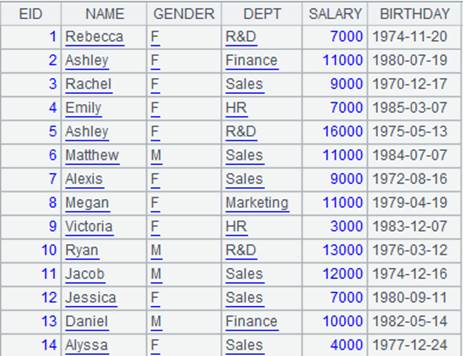 EID NAME GENDER DEPT SALARY BIRTHDAY
1 Rebecca F R&D 7000 1974-11-20
2 Ashley F Finance 11000 1980-07-19
3 Rachel F Sales 9000 1970-12-17
4 Emily F HR 7000 1985-03-07
5 Ashley F R&D 16000 1975-05-13
6 Matthew M Sales 11000 1984-07-07
7 Alexis F Sales 9000 1972-08-16
8 Megan F Marketing 11000 1979-04-19
9 Victoria F HR 3000 1983-12-07
10 Ryan M R&D 13000 1976-03-12
11 Jacob M Sales 12000 1974-12-16
12 Jessica F Sales 7000 1980-09-11
13 Daniel M Finance 10000 1982-05-14
14 Alyssa F Sales 4000 1977-12-24